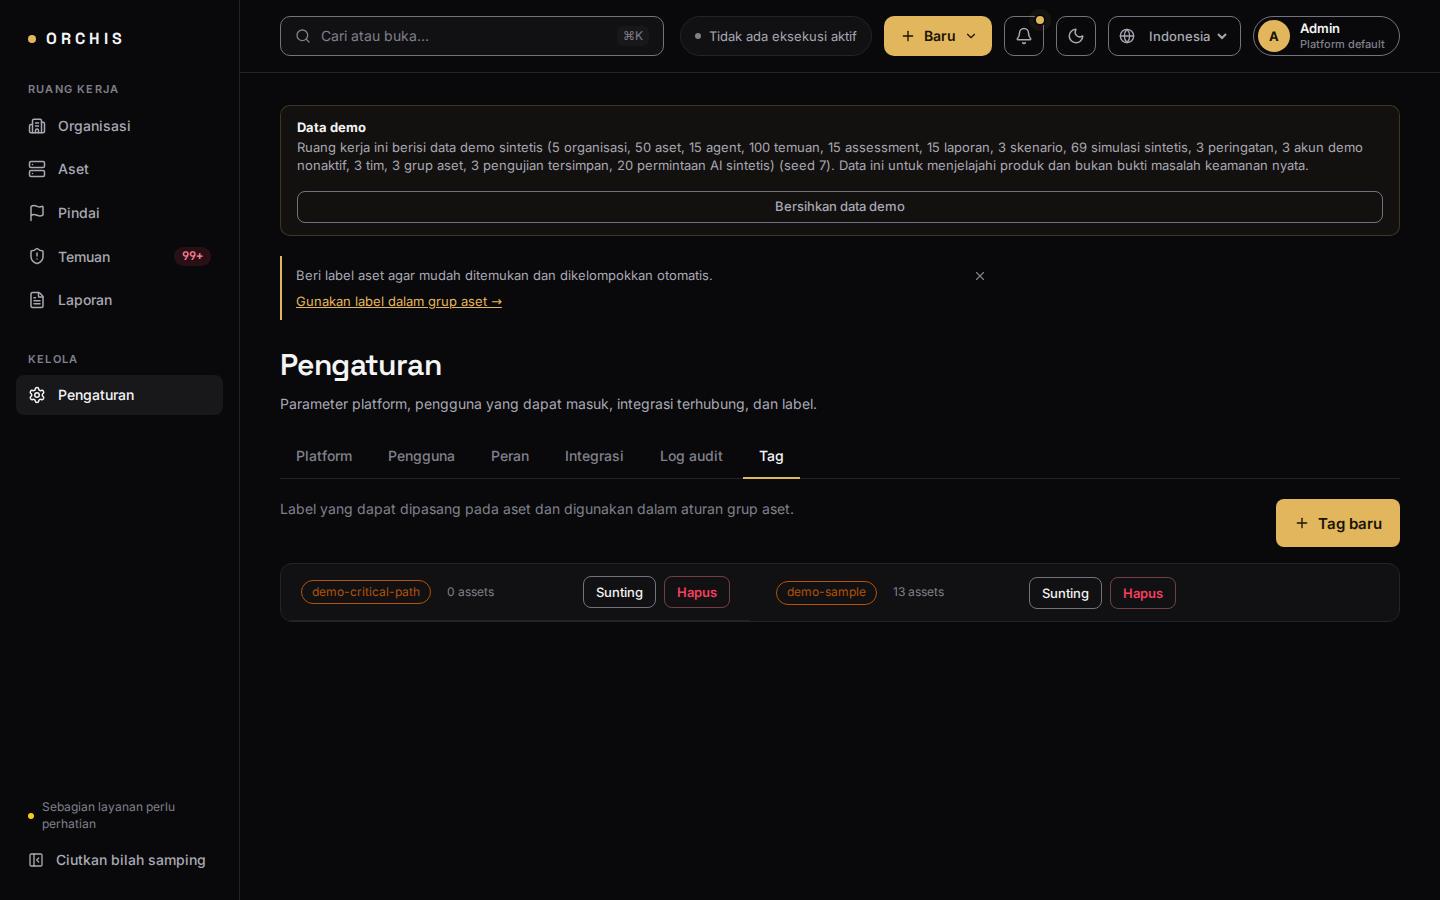 ORCHIS
RUANG KERJA
Organisasi
Aset
Pindai
Temuan 99+
Laporan
KELOLA
Pengaturan
Sebagian layanan perlu
perhatian
Ciutkan bilah samping
Cari atau buka... ⌘K
Tidak ada eksekusi aktif
Baru
Indonesia
A
Admin
Platform default
Data demo
Ruang kerja ini berisi data demo sintetis (5 organisasi, 50 aset, 15 agent, 100 temuan, 15 assessment, 15 laporan, 3 skenario, 69 simulasi sintetis, 3 peringatan, 3 akun demo
nonaktif, 3 tim, 3 grup aset, 3 pengujian tersimpan, 20 permintaan AI sintetis) (seed 7). Data ini untuk menjelajahi produk dan bukan bukti masalah keamanan nyata.
Bersihkan data demo
Beri label aset agar mudah ditemukan dan dikelompokkan otomatis.
Gunakan label dalam grup aset →
Pengaturan
Parameter platform, pengguna yang dapat masuk, integrasi terhubung, dan label.
Platform Pengguna Peran Integrasi Log audit Tag
Label yang dapat dipasang pada aset dan digunakan dalam aturan grup aset.
Tag baru
demo-critical-path 0 assets Sunting Hapus demo-sample 13 assets Sunting Hapus